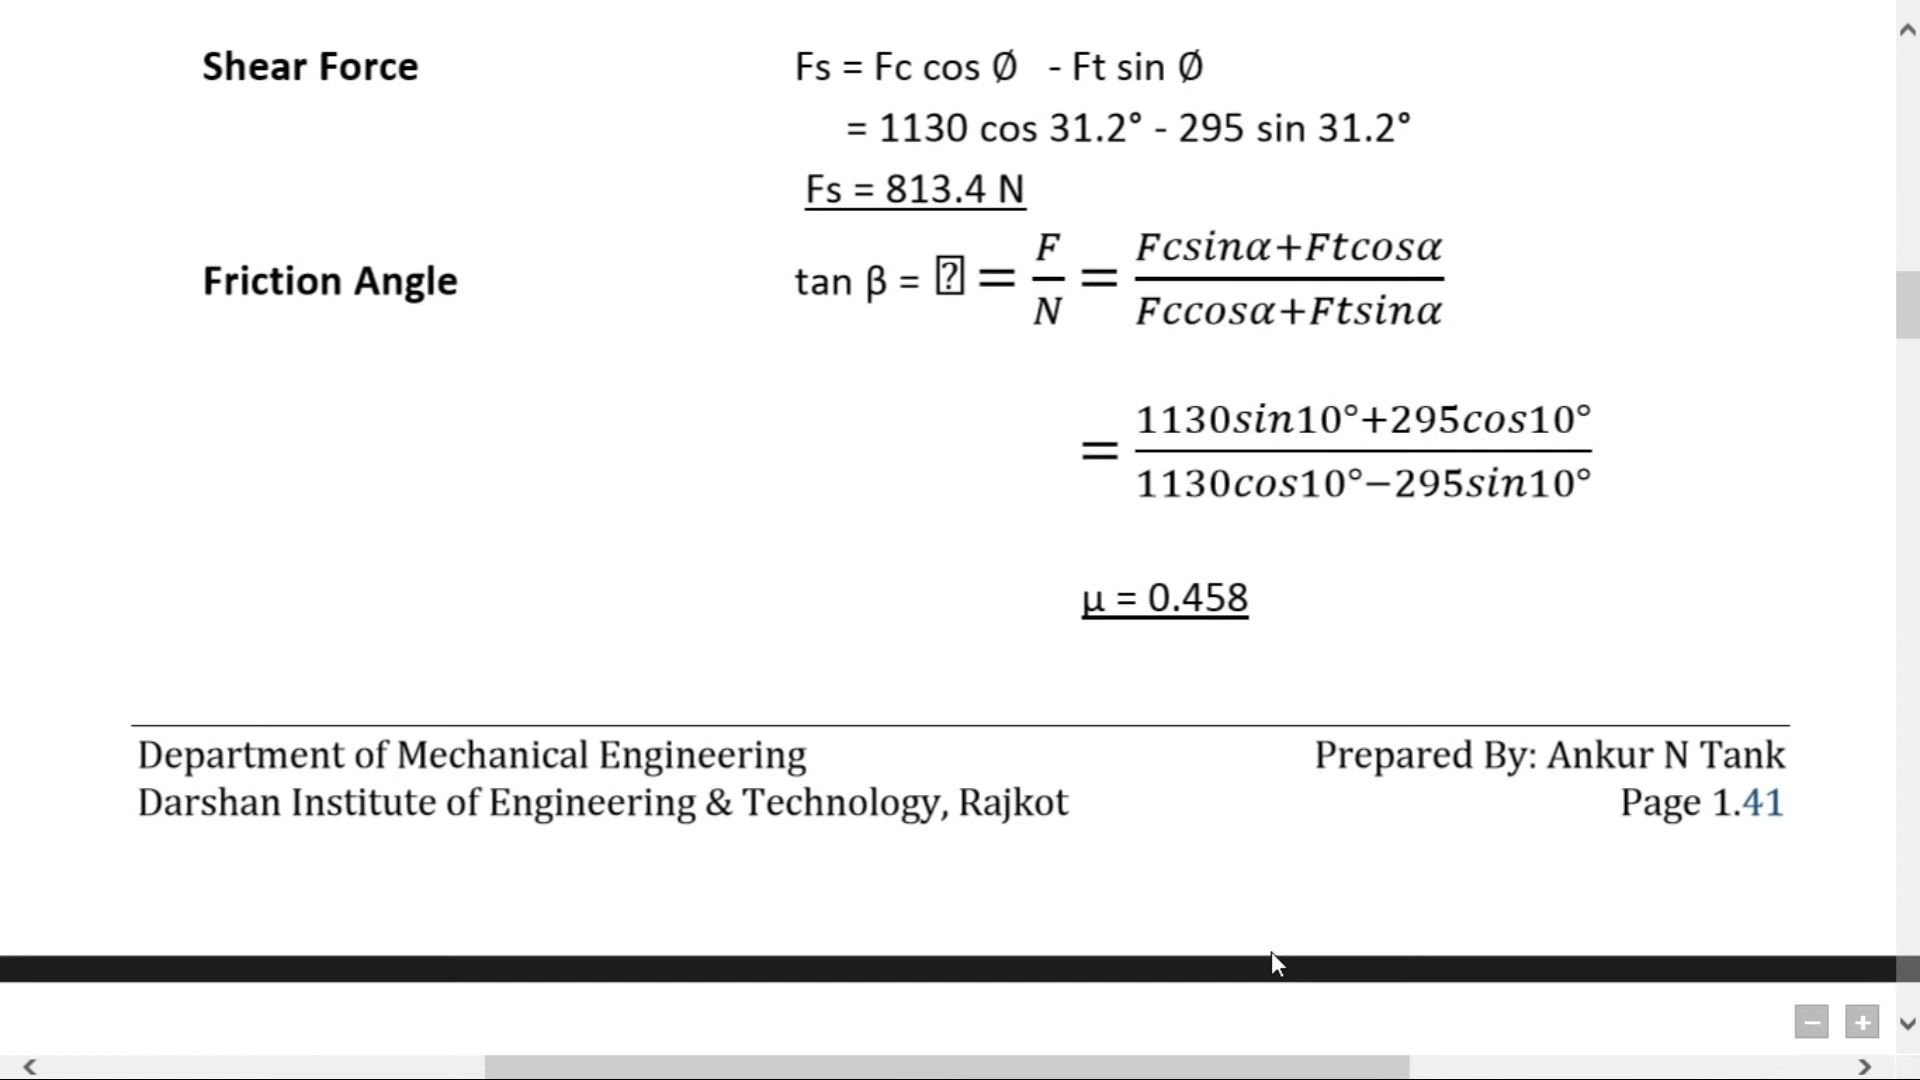 Shear Force Fs = Fc cos Ø - Ft sin Ø
= 1130 cos 31.2° - 295 sin 31.2°
Fs = 813.4 N
Friction Angle tan β = ⍰ = F/N = Fcsinα+Ftcosα/Fccosα+Ftsinα
= 1130sin10°+295cos10°/1130cos10°−295sin10°
μ = 0.458
Department of Mechanical Engineering Prepared By: Ankur N Tank
Darshan Institute of Engineering & Technology, Rajkot Page 1.41